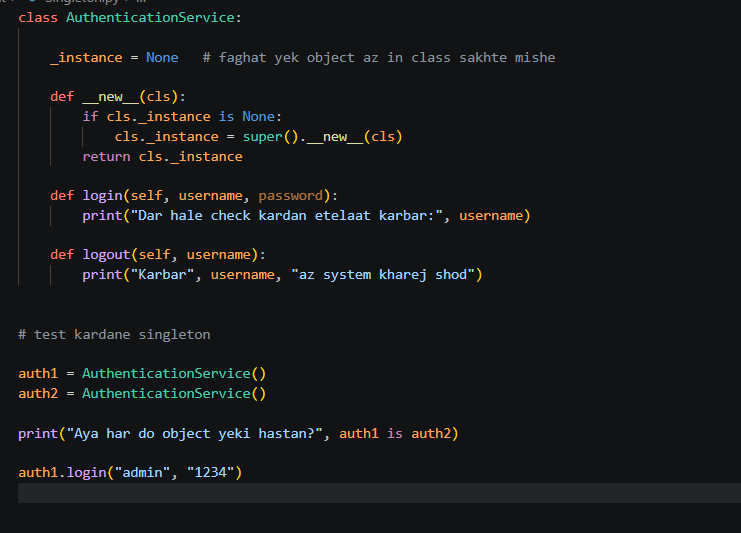 class AuthenticationService:
    _instance = None   # faghat yek object az in class sakhte mishe
    def __new__(cls):
        if cls._instance is None:
            cls._instance = super().__new__(cls)
        return cls._instance
    def login(self, username, password):
        print("Dar hale check kardan etelaat karbar:", username)
    def logout(self, username):
        print("Karbar", username, "az system kharej shod")
# test kardane singleton
auth1 = AuthenticationService()
auth2 = AuthenticationService()
print("Aya har do object yeki hastan?", auth1 is auth2)
auth1.login("admin", "1234")